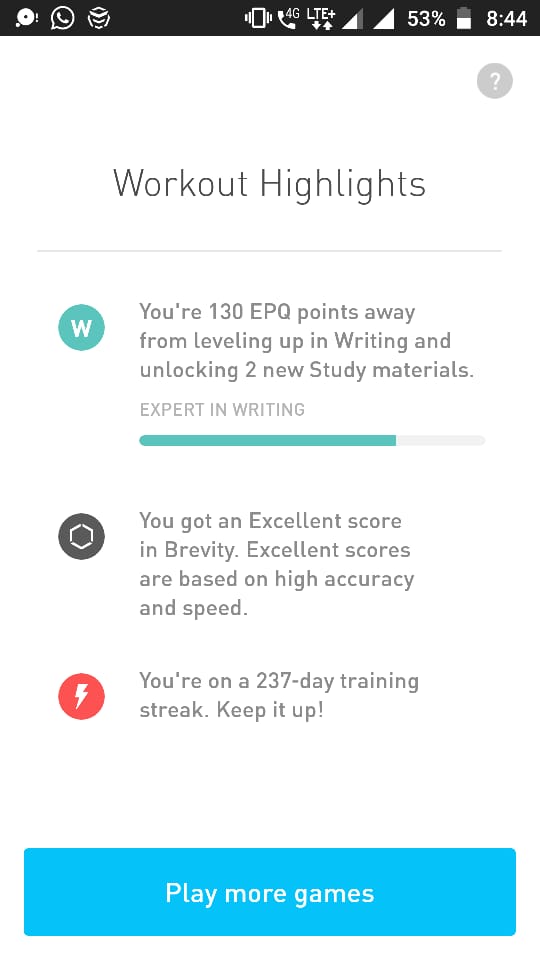 4G LTE+ 53% 8:44
?
Workout Highlights
W
You're 130 EPQ points away
from leveling up in Writing and
unlocking 2 new Study materials.
EXPERT IN WRITING
You got an Excellent score
in Brevity. Excellent scores
are based on high accuracy
and speed.
You're on a 237-day training
streak. Keep it up!
Play more games